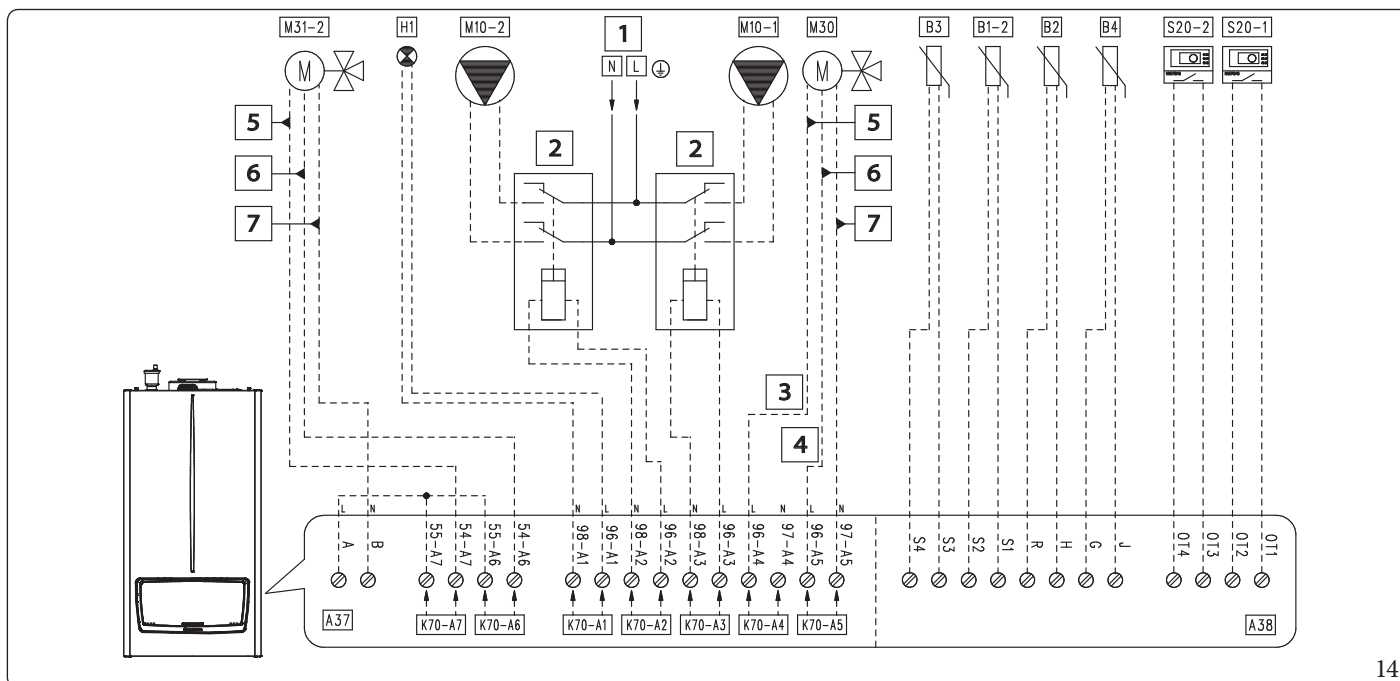 M31-2 H1 M10-2 1 M10-1 M30 B3 B1-2 B2 B4 S20-2 S20-1
N L
M M
5 5
2 2
6 6
7 7
3
4
L N N L N L N L L N L N
A B 55-A7 54-A7 55-A6 54-A6 98-A1 96-A1 98-A2 96-A2 98-A3 96-A3 96-A4 97-A4 96-A5 97-A5 S4 S3 S2 S1 R H G J OT4 OT3 OT2 OT1
A37 K70-A7 K70-A6 K70-A1 K70-A2 K70-A3 K70-A4 K70-A5 A38
14